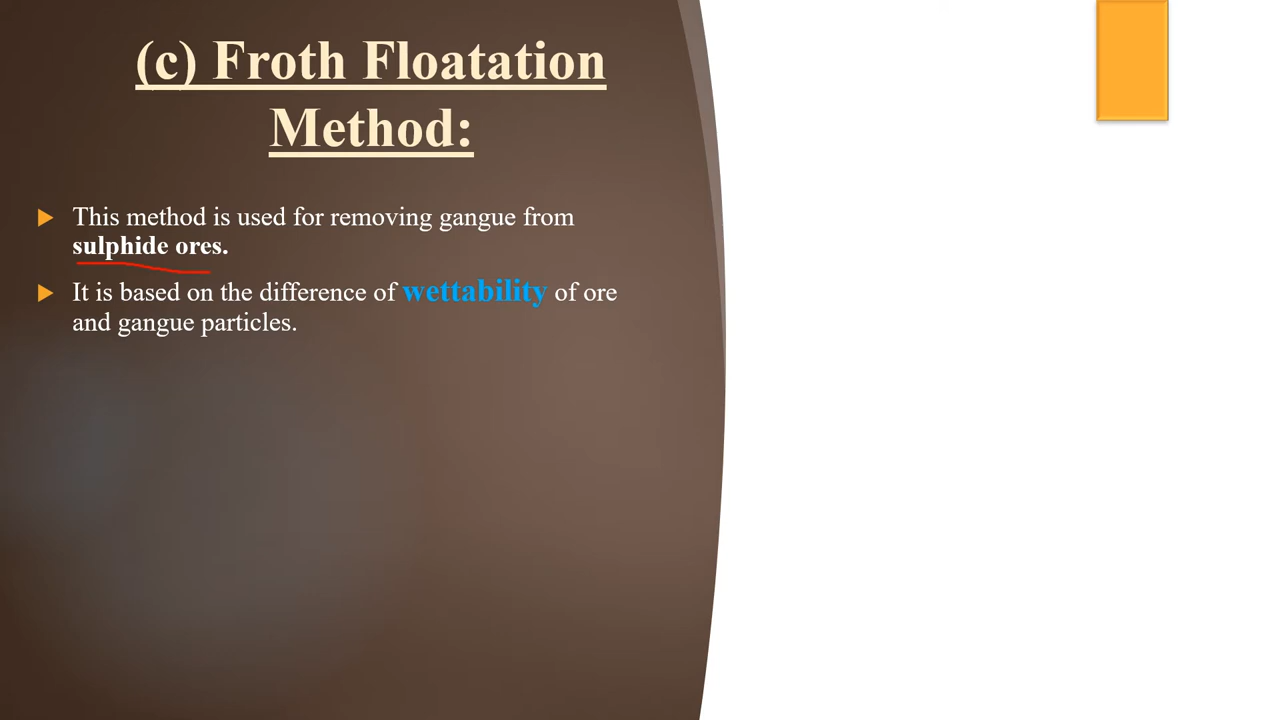 (c) Froth Floatation
Method:
This method is used for removing gangue from
sulphide ores.
It is based on the difference of wettability of ore
and gangue particles.